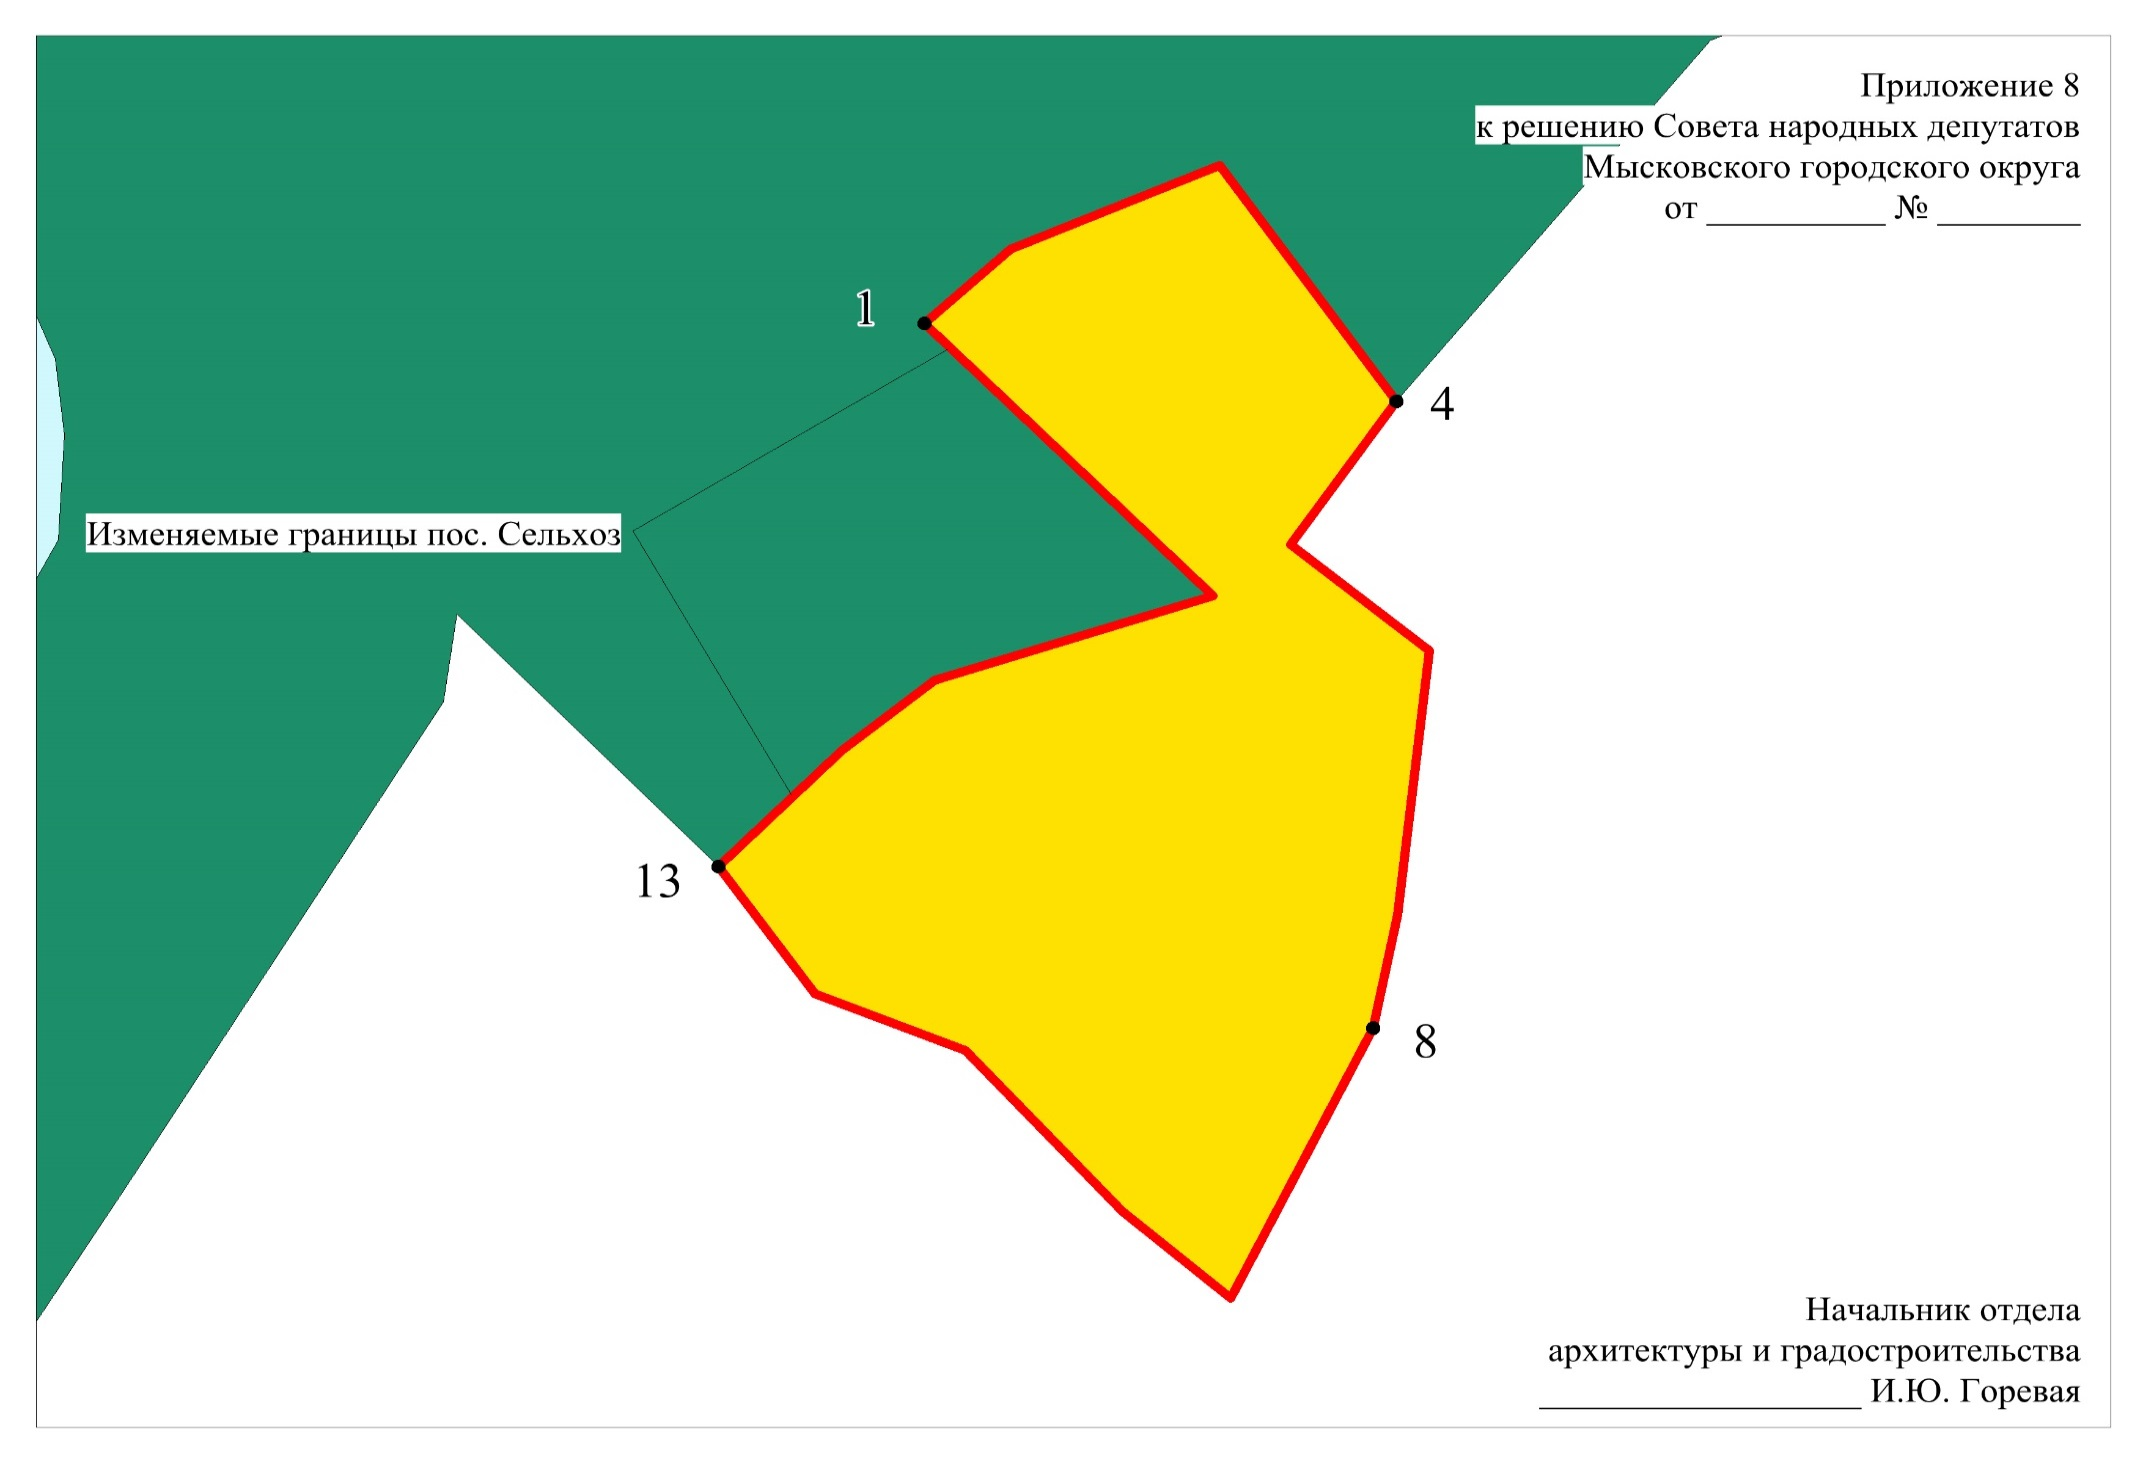 Приложение 8
к решению Совета народных депутатов
Мысковского городского округа
от ___________ № _________
1
4
Изменяемые границы пос. Сельхоз
13
8
Начальник отдела
архитектуры и градостроительства
____________________ И.Ю. Горевая